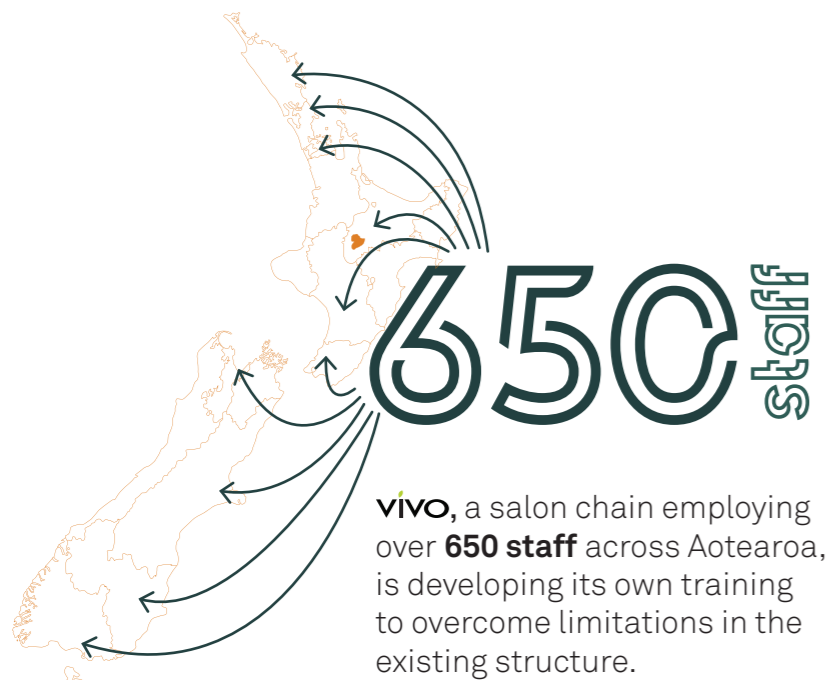 650
staff
vivo, a salon chain employing
over 650 staff across Aotearoa,
is developing its own training
to overcome limitations in the
existing structure.